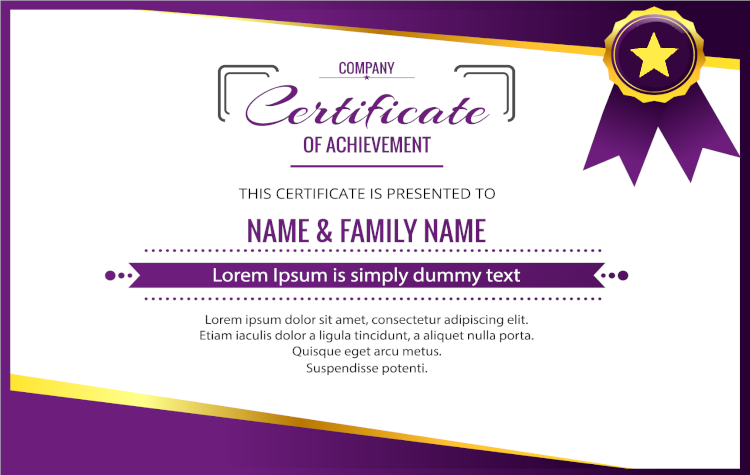 COMPANY
Certificate
OF ACHIEVEMENT
THIS CERTIFICATE IS PRESENTED TO
NAME & FAMILY NAME
Lorem Ipsum is simply dummy text
Lorem ipsum dolor sit amet, consectetur adipiscing elit.
Etiam iaculis dolor a ligula tincidunt, a aliquet nulla porta.
Quisque eget arcu metus.
Suspendisse potenti.